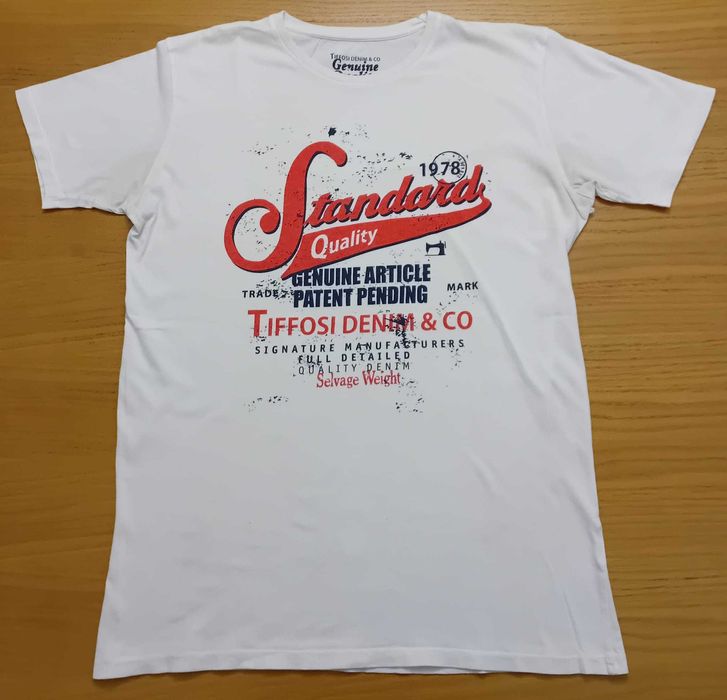 TIFFOSI DENIM & CO
Genuine
1978
Standard
Quality
GENUINE ARTICLE
TRADE PATENT PENDING MARK
TIFFOSI DENIM & CO
SIGNATURE MANUFACTURERS
FULL DETAILED
QUALITY DENIM
Selvage Weight